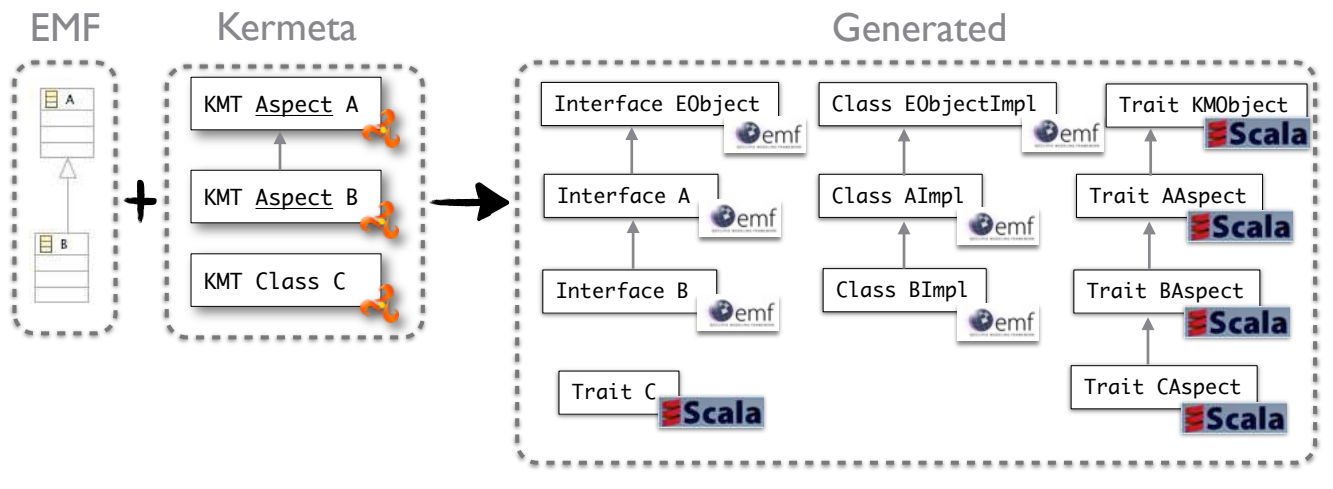 EMF
Kermeta
Generated
A
B
KMT Aspect A
KMT Aspect B
KMT Class C
Interface EObject
emf
Class EObjectImpl
emf
Trait KMObject
Scala
Interface A
emf
Class AImpl
emf
Trait AAspect
Scala
Interface B
emf
Class BImpl
emf
Trait BAspect
Scala
Trait C
Scala
Trait CAspect
Scala